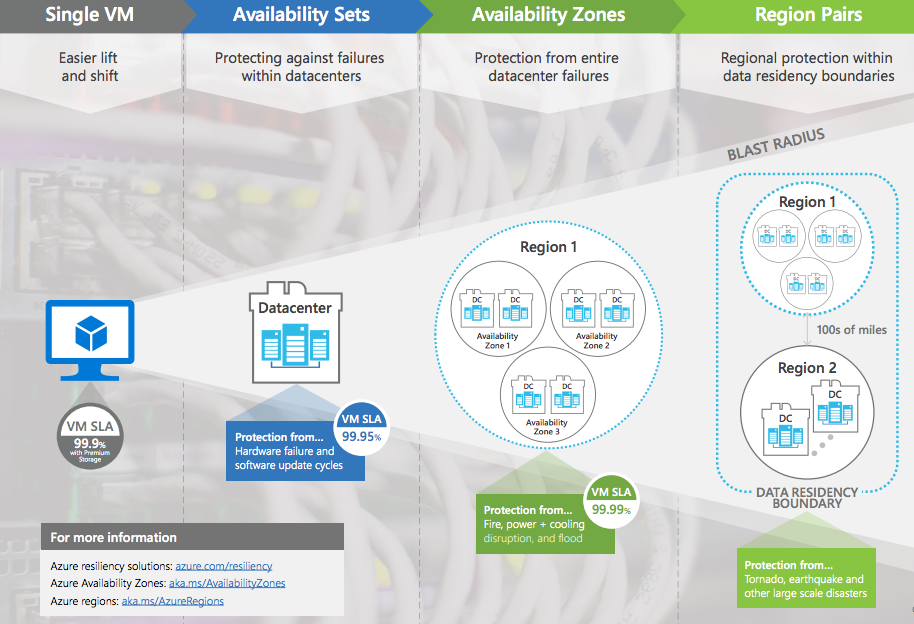 Single VM
Availability Sets
Availability Zones
Region Pairs
Easier lift
and shift
Protecting against failures
within datacenters
Protection from entire
datacenter failures
Regional protection within
data residency boundaries
BLAST RADIUS
Datacenter
VM SLA
99.9%
with Premium
Storage
Protection from...
Hardware failure and
software update cycles
VM SLA
99.95%
Region 1
DC
DC
Availability
Zone 1
DC
DC
Availability
Zone 2
DC
DC
Availability
Zone 3
Protection from...
Fire, power + cooling
disruption, and flood
VM SLA
99.99%
Region 1
DC
DC
DC
DC
DC
DC
100s of miles
Region 2
DC
DC
DATA RESIDENCY
BOUNDARY
Protection from...
Tornado, earthquake and
other large scale disasters
For more information
Azure resiliency solutions: azure.com/resiliency
Azure Availability Zones: aka.ms/AvailabilityZones
Azure regions: aka.ms/AzureRegions